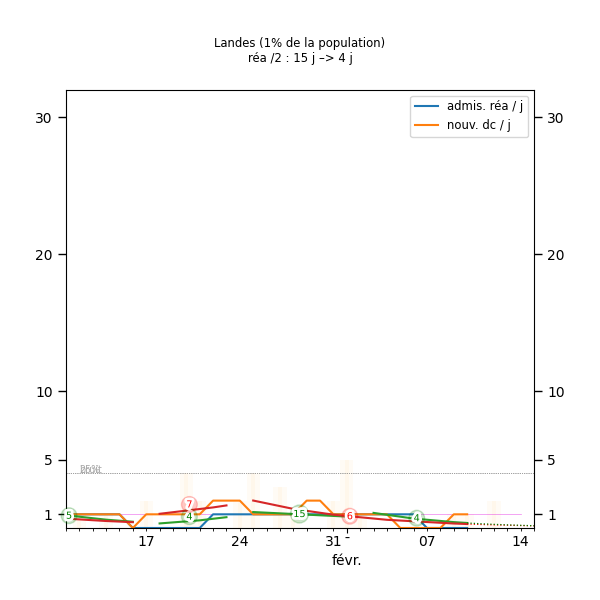 Landes (1% de la population)
réa /2 : 15 j –> 4 j
admis. réa / j
nouv. dc / j
30 30
20 20
10 10
5 5
1 1
5 7 4 15 6 4
17 24 31 07 14
févr.